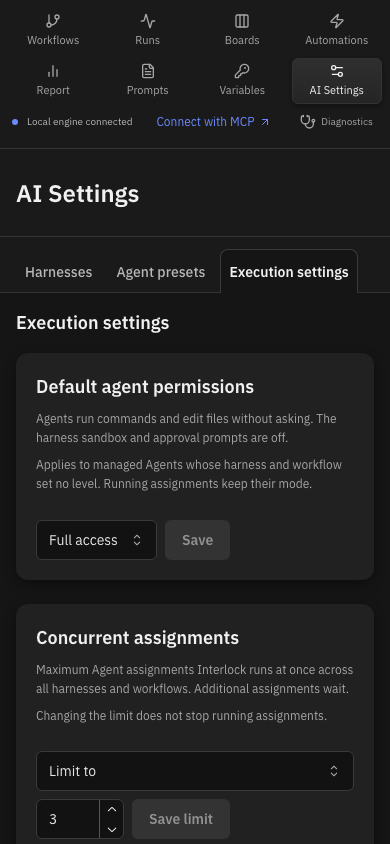 Workflows
Runs
Boards
Automations
Report
Prompts
Variables
AI Settings
Local engine connected
Connect with MCP
Diagnostics
AI Settings
Harnesses
Agent presets
Execution settings
Execution settings
Default agent permissions
Agents run commands and edit files without asking. The
harness sandbox and approval prompts are off.
Applies to managed Agents whose harness and workflow
set no level. Running assignments keep their mode.
Full access
Save
Concurrent assignments
Maximum Agent assignments Interlock runs at once across
all harnesses and workflows. Additional assignments wait.
Changing the limit does not stop running assignments.
Limit to
3
Save limit